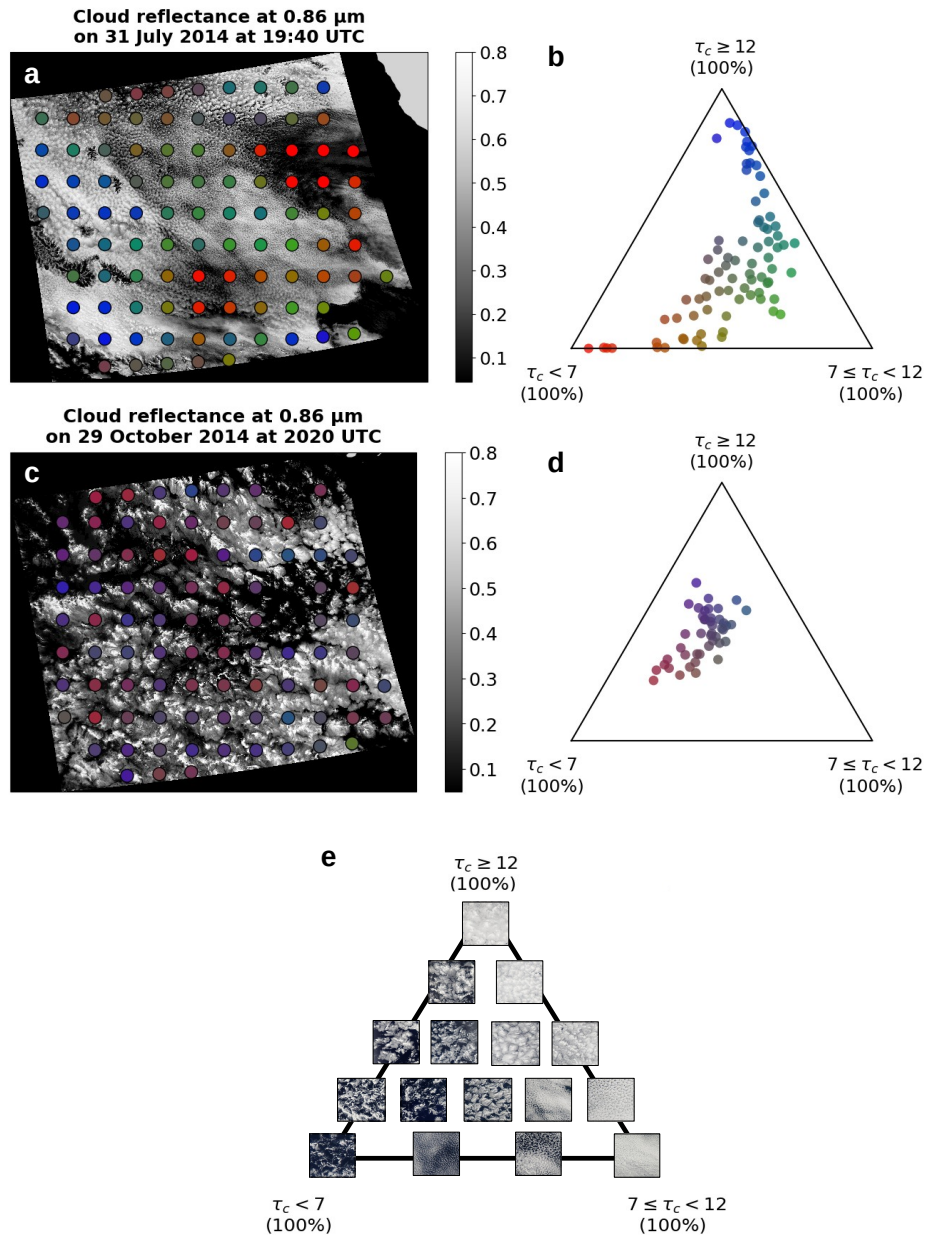 Cloud reflectance at 0.86 μm
on 31 July 2014 at 19:40 UTC
a
0.8
0.7
0.6
0.5
0.4
0.3
0.2
0.1
b
τc ≥ 12
(100%)
τc < 7
(100%)
7 ≤ τc < 12
(100%)
Cloud reflectance at 0.86 μm
on 29 October 2014 at 2020 UTC
c
0.8
0.7
0.6
0.5
0.4
0.3
0.2
0.1
d
τc ≥ 12
(100%)
τc < 7
(100%)
7 ≤ τc < 12
(100%)
e
τc ≥ 12
(100%)
τc < 7
(100%)
7 ≤ τc < 12
(100%)